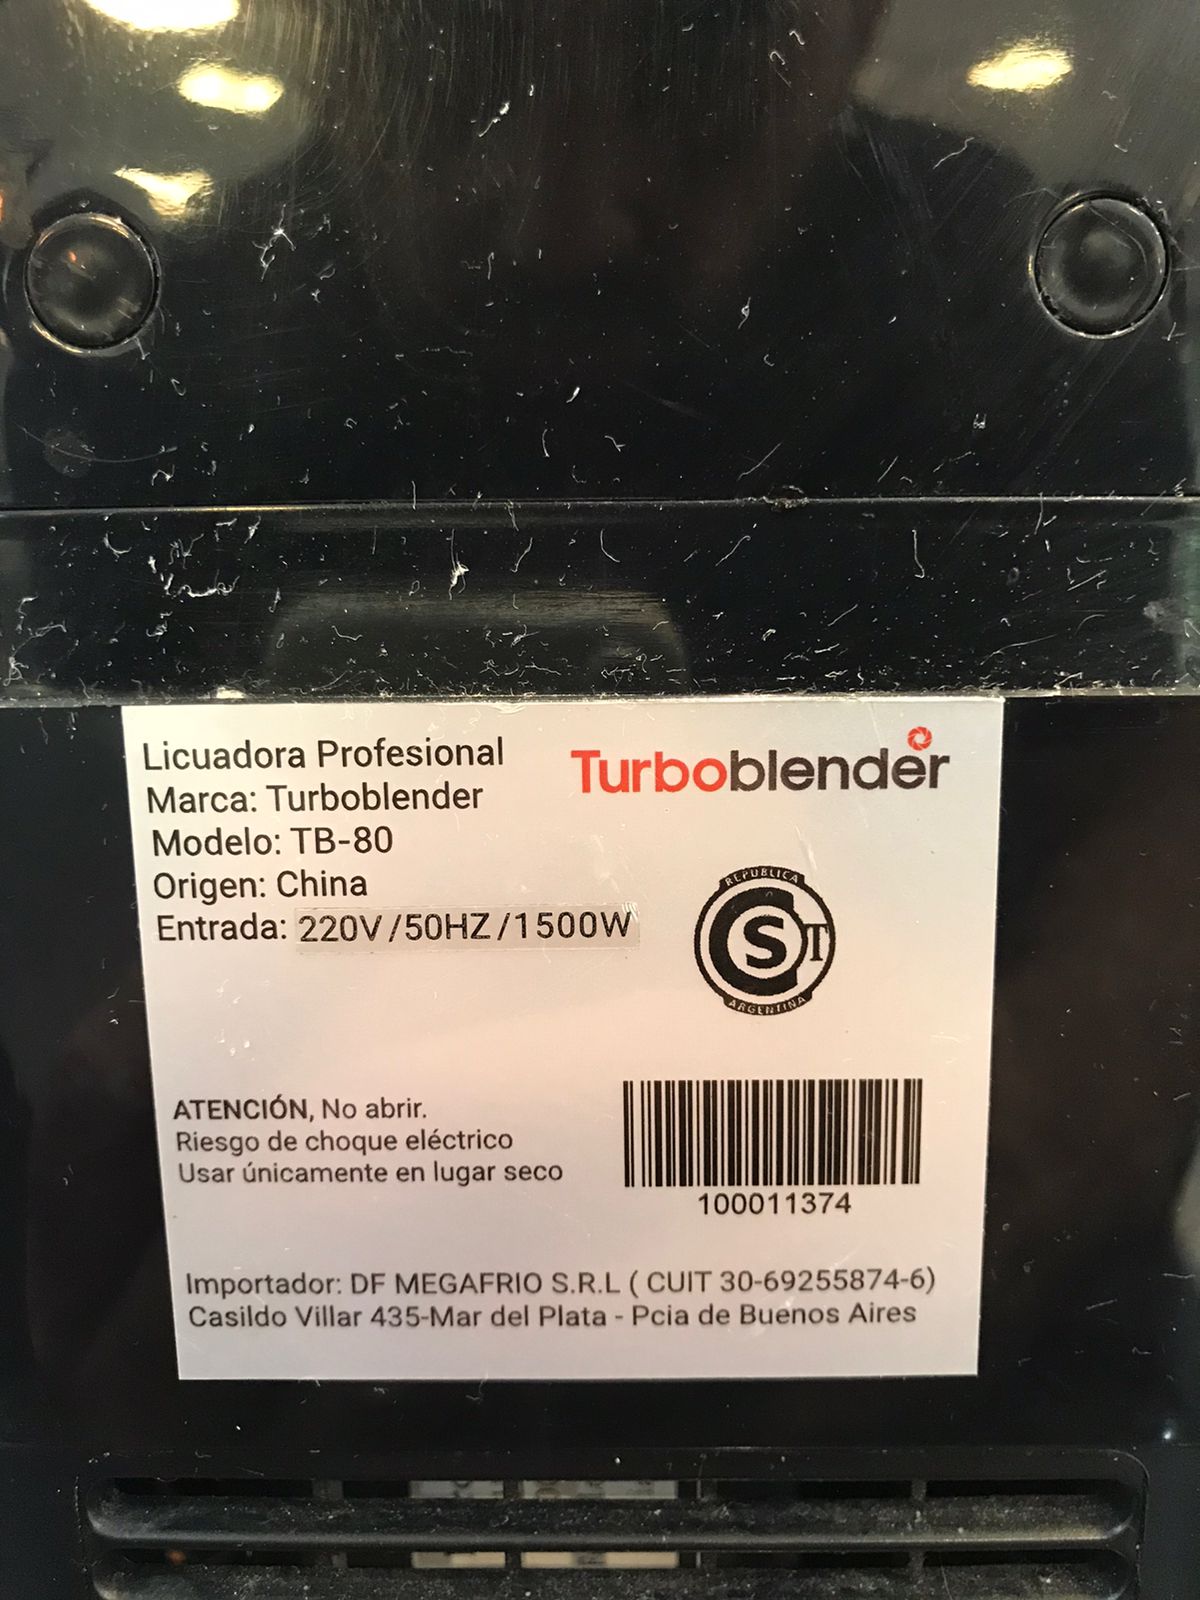 Licuadora Profesional
Marca: Turboblender
Modelo: TB-80
Origen: China
Entrada: 220V/50HZ/1500W
Turboblender
REPUBLICA
S T
ARGENTINA
ATENCIÓN, No abrir.
Riesgo de choque eléctrico
Usar únicamente en lugar seco
100011374
Importador: DF MEGAFRIO S.R.L ( CUIT 30-69255874-6)
Casildo Villar 435-Mar del Plata - Pcia de Buenos Aires